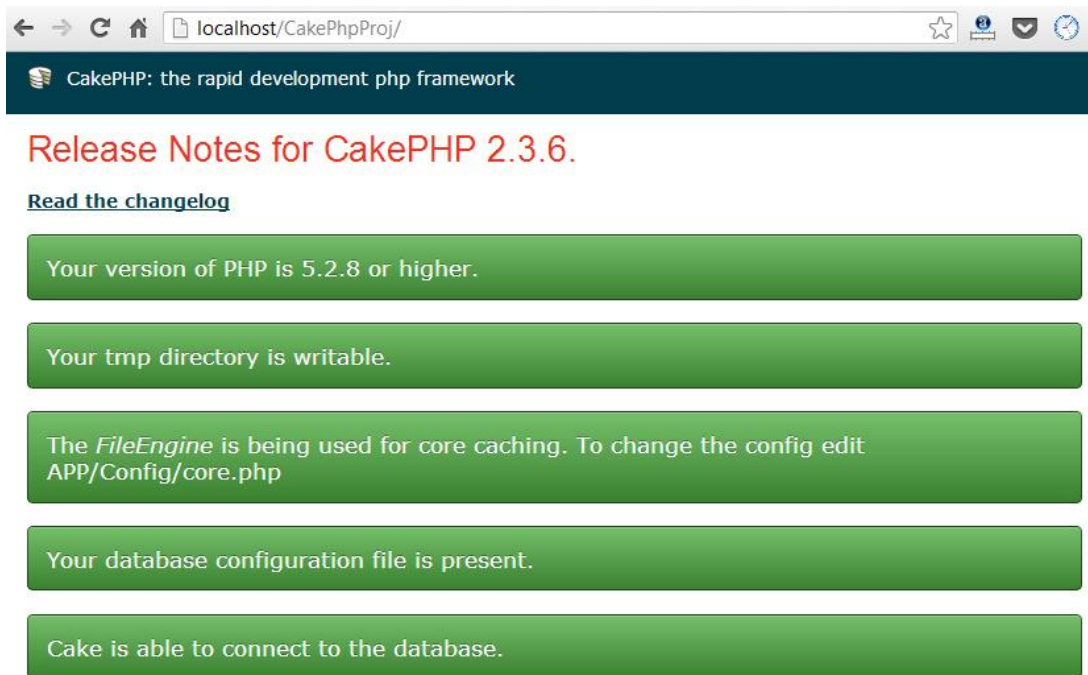 localhost/CakePhpProj/
CakePHP: the rapid development php framework
Release Notes for CakePHP 2.3.6.
Read the changelog
Your version of PHP is 5.2.8 or higher.
Your tmp directory is writable.
The FileEngine is being used for core caching. To change the config edit
APP/Config/core.php
Your database configuration file is present.
Cake is able to connect to the database.